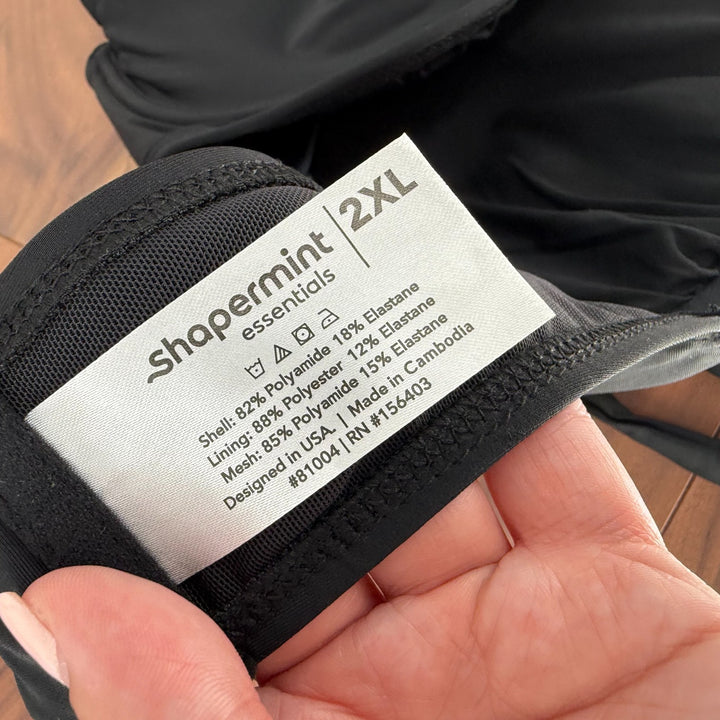 shapermint | 2XL
essentials
Shell: 82% Polyamide 18% Elastane
Lining: 88% Polyester 12% Elastane
Mesh: 85% Polyamide 15% Elastane
Designed in USA. | Made in Cambodia
#81004 | RN #156403